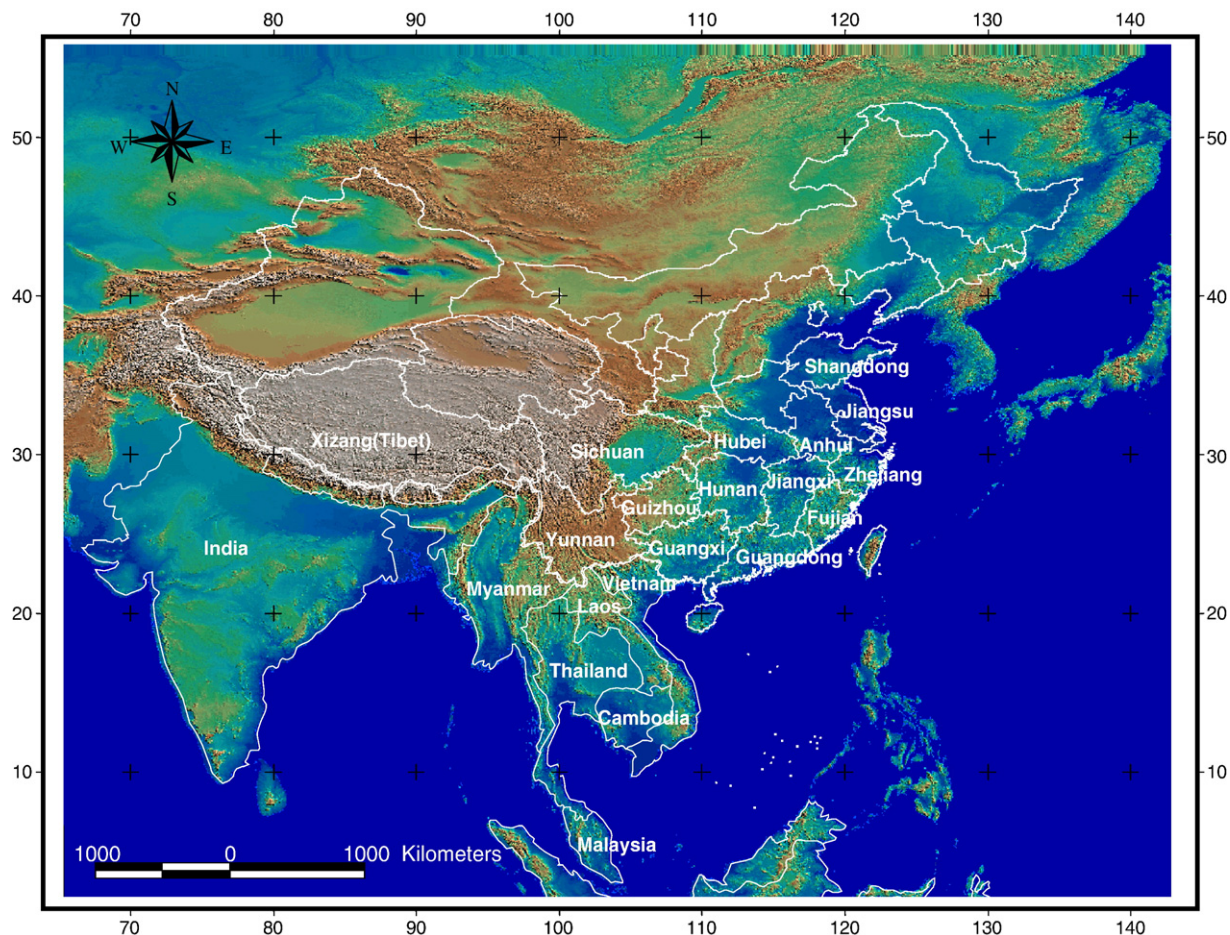 70 80 90 100 110 120 130 140
N
50 W E 50
S
40 40
Shangdong
Jiangsu
Xizang(Tibet) Sichuan Hubei Anhui
30 30
Hunan Jiangxi Zhejiang
Guizhou Fujian
India Yunnan Guangxi Guangdong
Myanmar Vietnam
Laos
20 20
Thailand
Cambodia
10 10
Malaysia
1000 0 1000 Kilometers
70 80 90 100 110 120 130 140